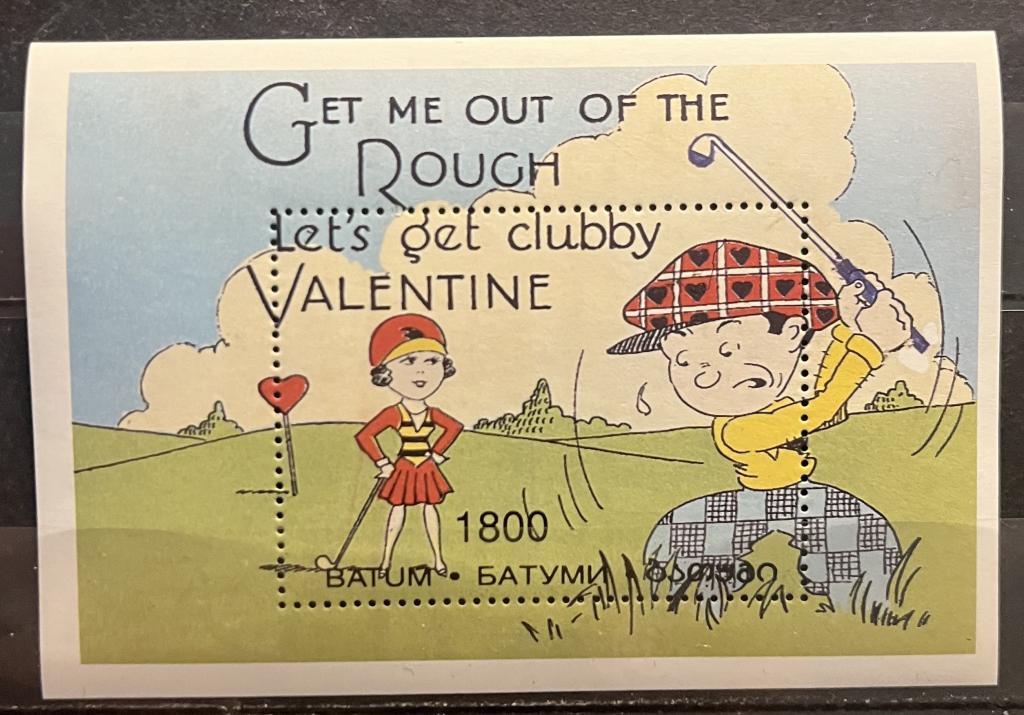 GET ME OUT OF THE
ROUGH
Let's get clubby
VALENTINE
1800
BATUM • БАТУМИ • ბათუმი